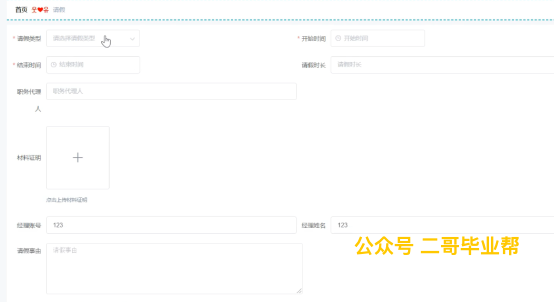 首页 请假
* 请假类型 请选择请假类型 * 开始时间 开始时间
* 结束时间 结束时间 请假时长 请假时长
职务代理人 职务代理人
材料证明
点击上传材料证明
经理账号 123 经理姓名 123
公众号 二哥毕业帮
请假事由 请假事由